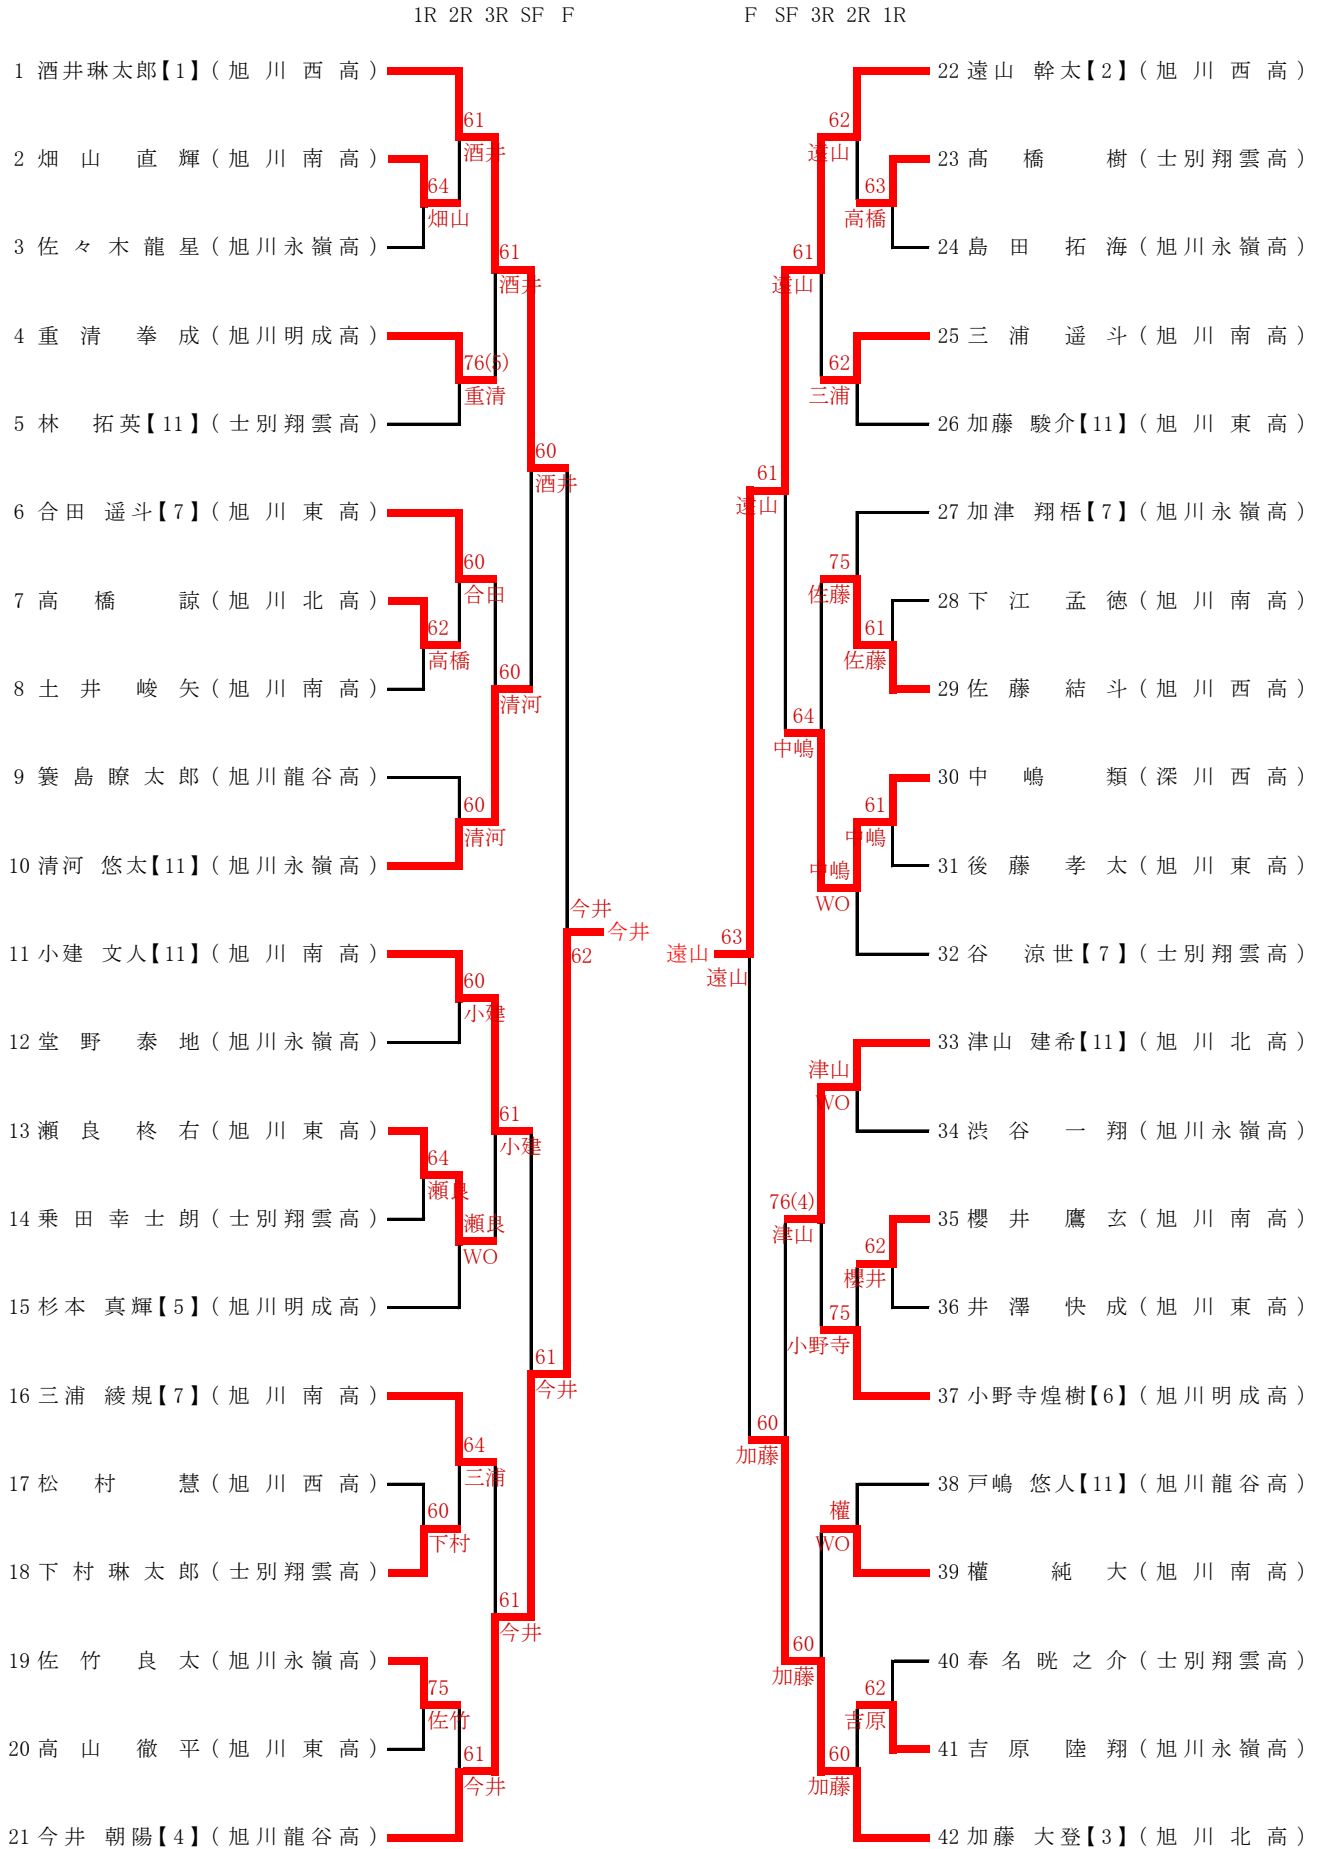 1R 2R 3R SF F
1 酒井琳太郎【1】(旭川西高)
61
酒井
2 畑山直輝(旭川南高)
64
畑山
3 佐々木龍星(旭川永嶺高)
61
酒井
4 重清拳成(旭川明成高)
76(5)
重清
5 林 拓英【11】(士別翔雲高)
60
酒井
6 合田 遥斗【7】(旭川東高)
60
合田
7 高橋諒(旭川北高)
62
高橋
8 土井峻矢(旭川南高)
60
清河
9 簑島瞭太郎(旭川龍谷高)
60
清河
10 清河 悠太【11】(旭川永嶺高)
今井
今井
62
11 小建 文人【11】(旭川南高)
60
小建
12 堂野泰地(旭川永嶺高)
61
小建
13 瀬良柊右(旭川東高)
64
瀬良
14 乗田幸士朗(士別翔雲高)
瀬良
WO
15 杉本 真輝【5】(旭川明成高)
61
今井
16 三浦 綾規【7】(旭川南高)
64
三浦
17 松村慧(旭川西高)
60
下村
18 下村琳太郎(士別翔雲高)
61
今井
19 佐竹良太(旭川永嶺高)
75
佐竹
20 高山徹平(旭川東高)
61
今井
21 今井 朝陽【4】(旭川龍谷高)
F SF 3R 2R 1R
22 遠山 幹太【2】(旭川西高)
62
遠山
23 髙橋樹(士別翔雲高)
63
高橋
24 島田拓海(旭川永嶺高)
61
遠山
25 三浦遥斗(旭川南高)
62
三浦
26 加藤 駿介【11】(旭川東高)
61
遠山
27 加津 翔梧【7】(旭川永嶺高)
75
佐藤
28 下江孟徳(旭川南高)
61
佐藤
29 佐藤結斗(旭川西高)
64
中嶋
30 中嶋類(深川西高)
61
中嶋
31 後藤孝太(旭川東高)
中嶋
WO
32 谷 涼世【7】(士別翔雲高)
63
遠山
遠山
33 津山 建希【11】(旭川北高)
津山
WO
34 渋谷一翔(旭川永嶺高)
76(4)
津山
35 櫻井鷹玄(旭川南高)
62
櫻井
36 井澤快成(旭川東高)
75
小野寺
37 小野寺煌樹【6】(旭川明成高)
60
加藤
38 戸嶋 悠人【11】(旭川龍谷高)
權
WO
39 權純大(旭川南高)
60
加藤
40 春名晄之介(士別翔雲高)
62
吉原
41 吉原陸翔(旭川永嶺高)
60
加藤
42 加藤 大登【3】(旭川北高)